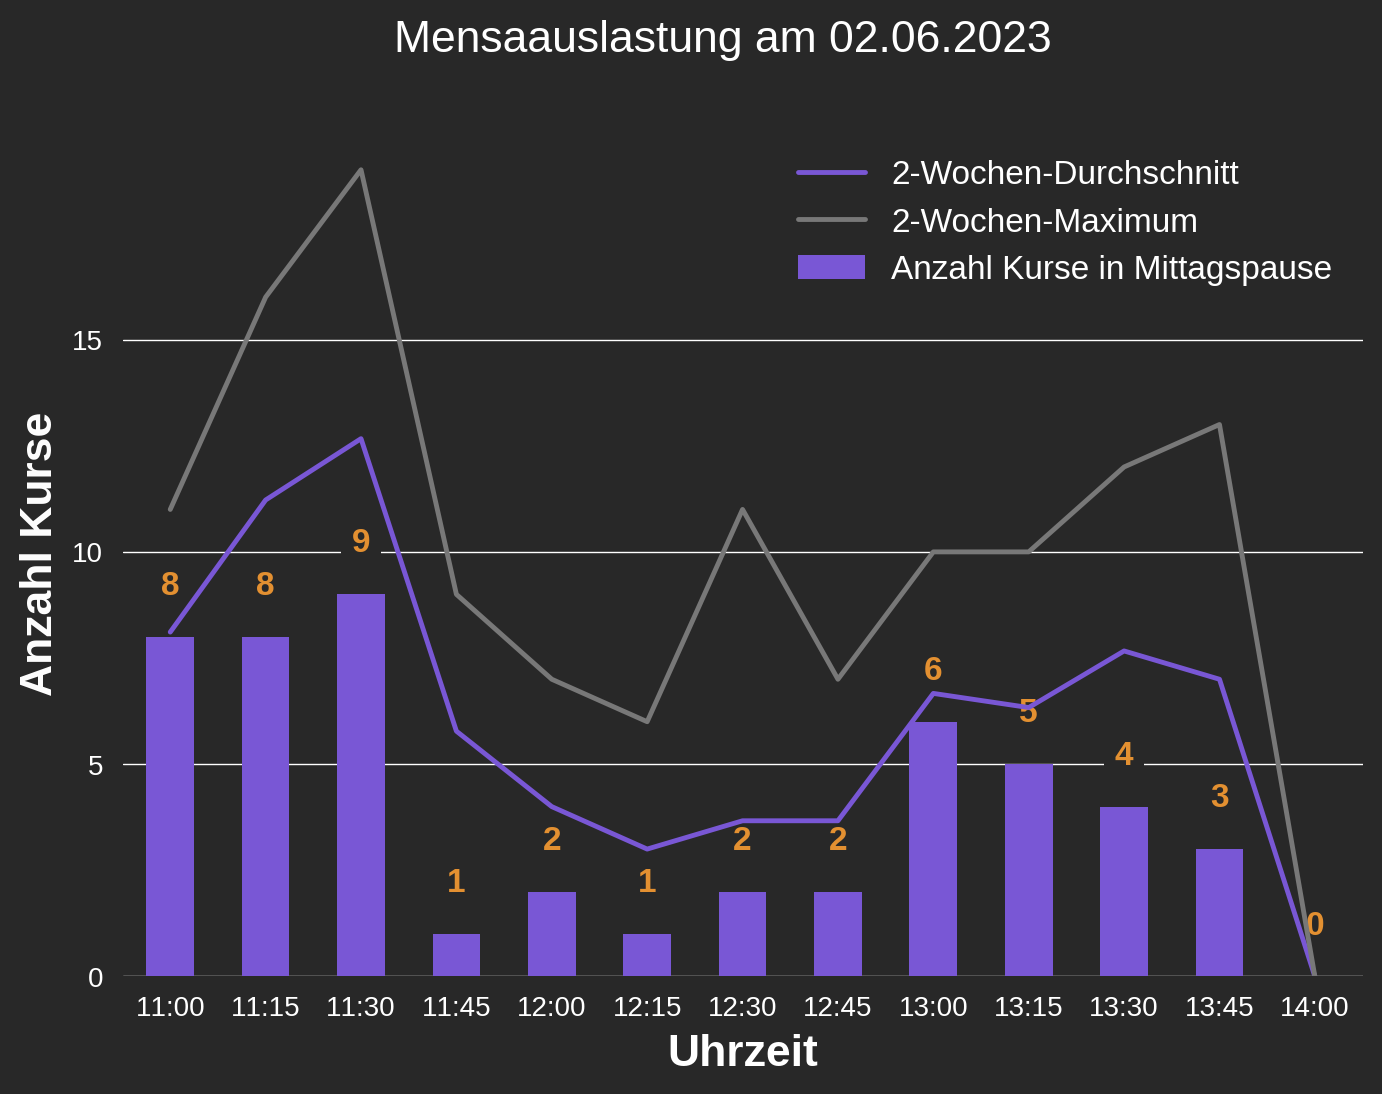 Mensaauslastung am 02.06.2023
2-Wochen-Durchschnitt
2-Wochen-Maximum
Anzahl Kurse in Mittagspause
Anzahl Kurse
15
10
5
0
8
8
9
1
2
1
2
2
6
5
4
3
0
11:00 11:15 11:30 11:45 12:00 12:15 12:30 12:45 13:00 13:15 13:30 13:45 14:00
Uhrzeit